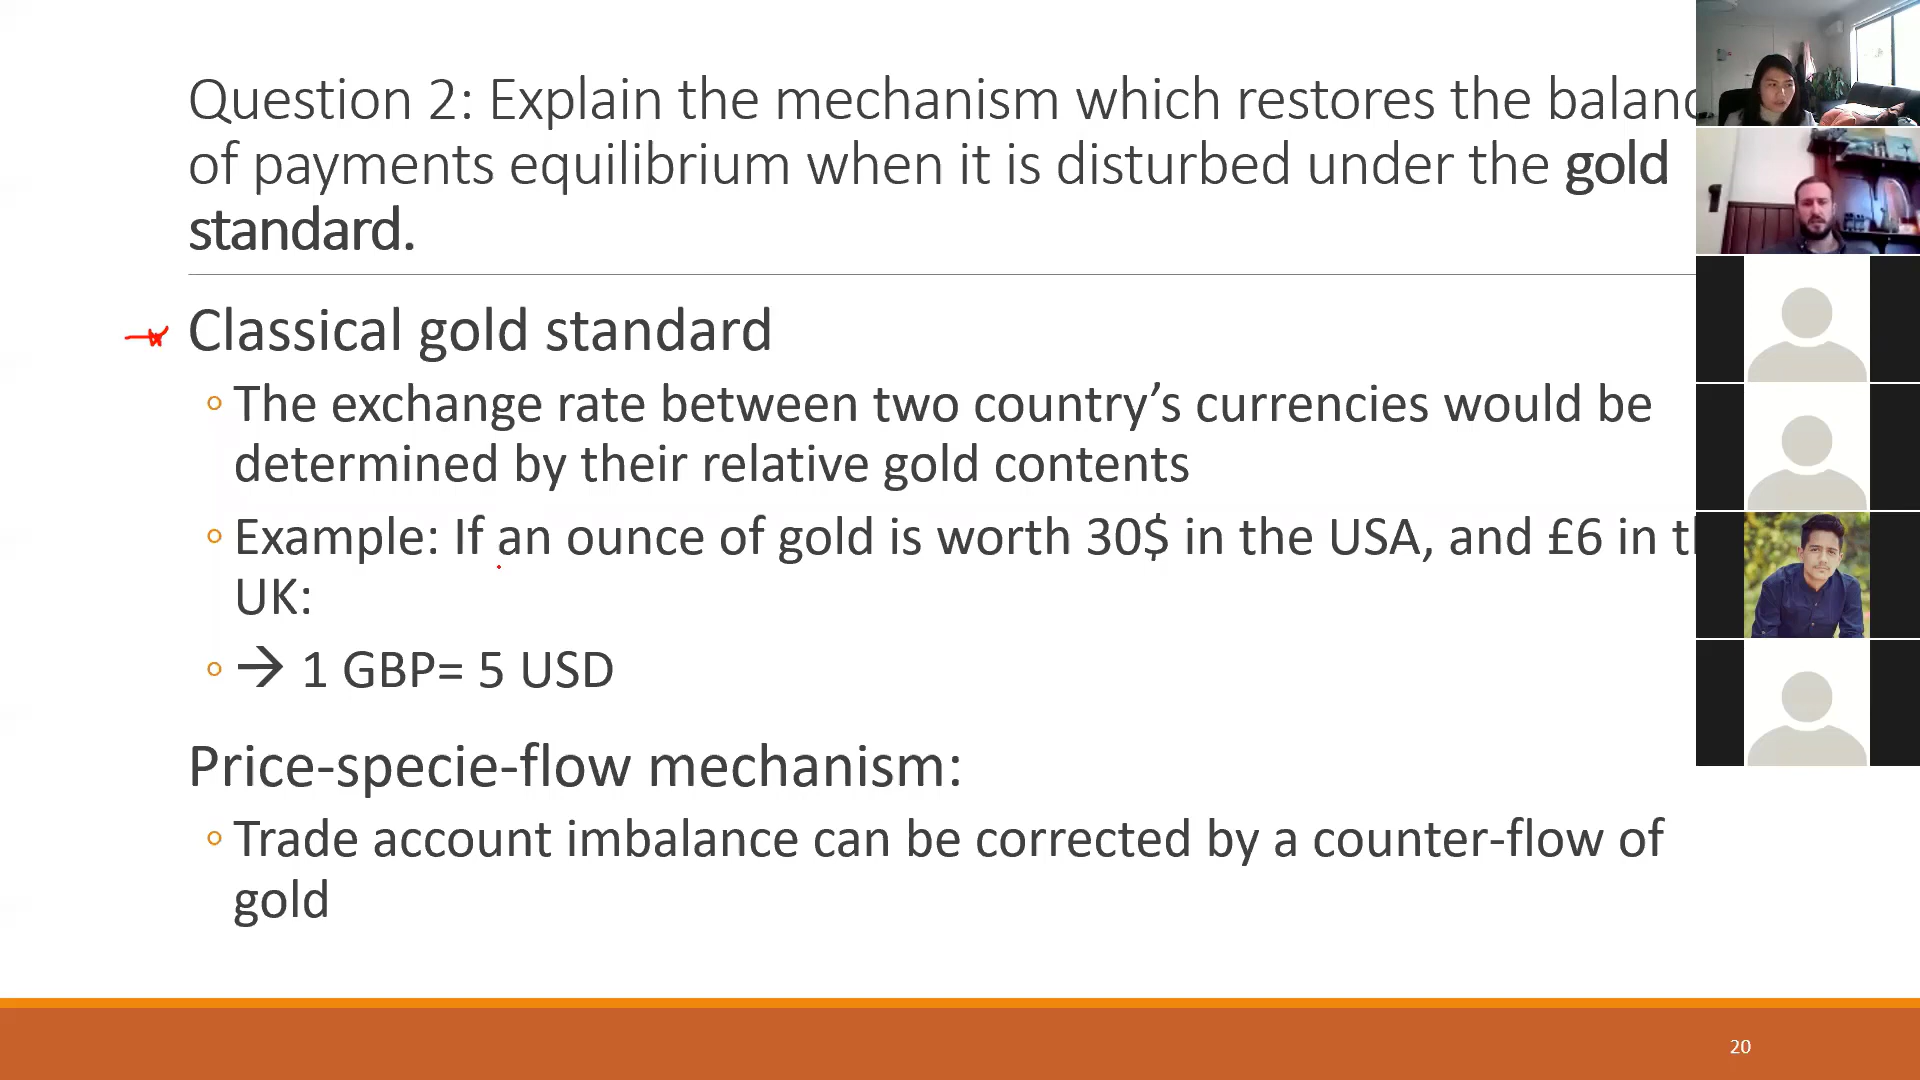 Question 2: Explain the mechanism which restores the balanc
of payments equilibrium when it is disturbed under the gold
standard.
Classical gold standard
The exchange rate between two country’s currencies would be
determined by their relative gold contents
Example: If an ounce of gold is worth 30$ in the USA, and £6 in th
UK:
→ 1 GBP= 5 USD
Price-specie-flow mechanism:
Trade account imbalance can be corrected by a counter-flow of
gold
20